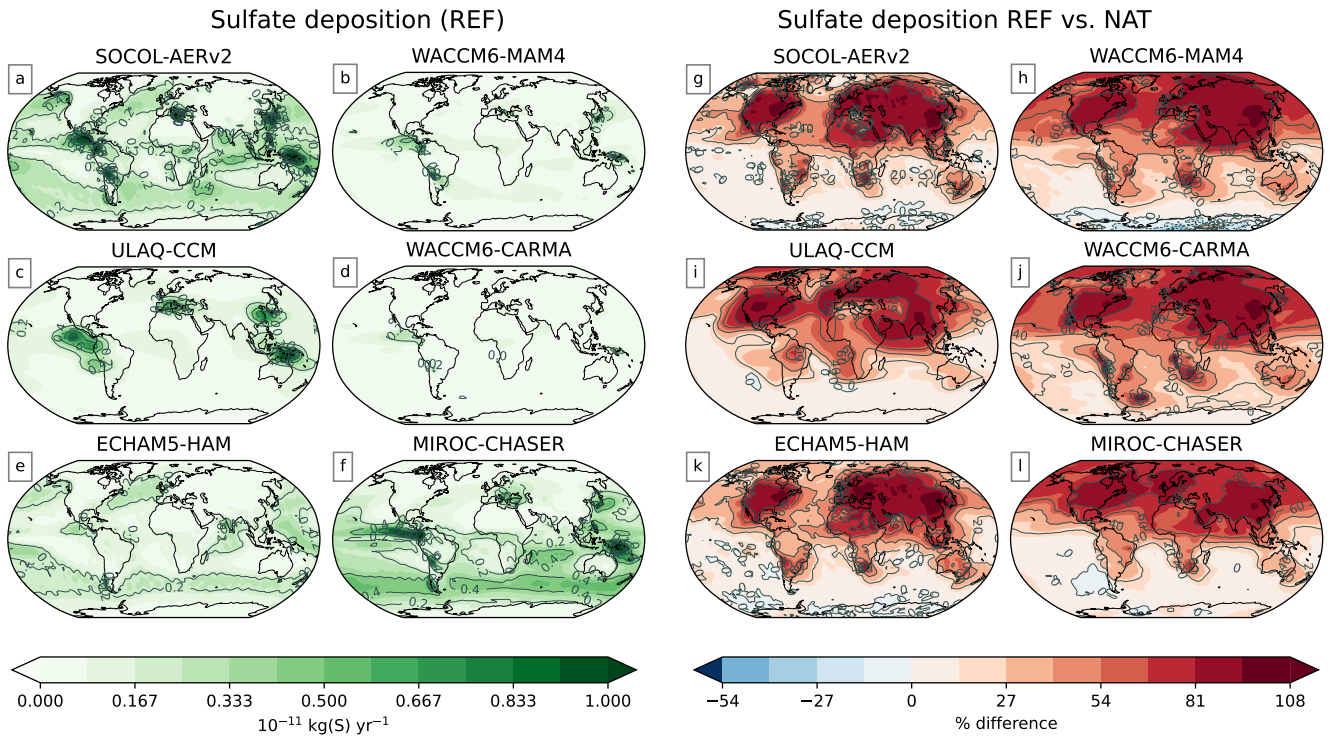 Sulfate deposition (REF)
Sulfate deposition REF vs. NAT
a
SOCOL-AERv2
b
WACCM6-MAM4
g
SOCOL-AERv2
h
WACCM6-MAM4
c
ULAQ-CCM
d
WACCM6-CARMA
i
ULAQ-CCM
j
WACCM6-CARMA
e
ECHAM5-HAM
f
MIROC-CHASER
k
ECHAM5-HAM
l
MIROC-CHASER
0.000 0.167 0.333 0.500 0.667 0.833 1.000
10⁻¹¹ kg(S) yr⁻¹
−54 −27 0 27 54 81 108
% difference